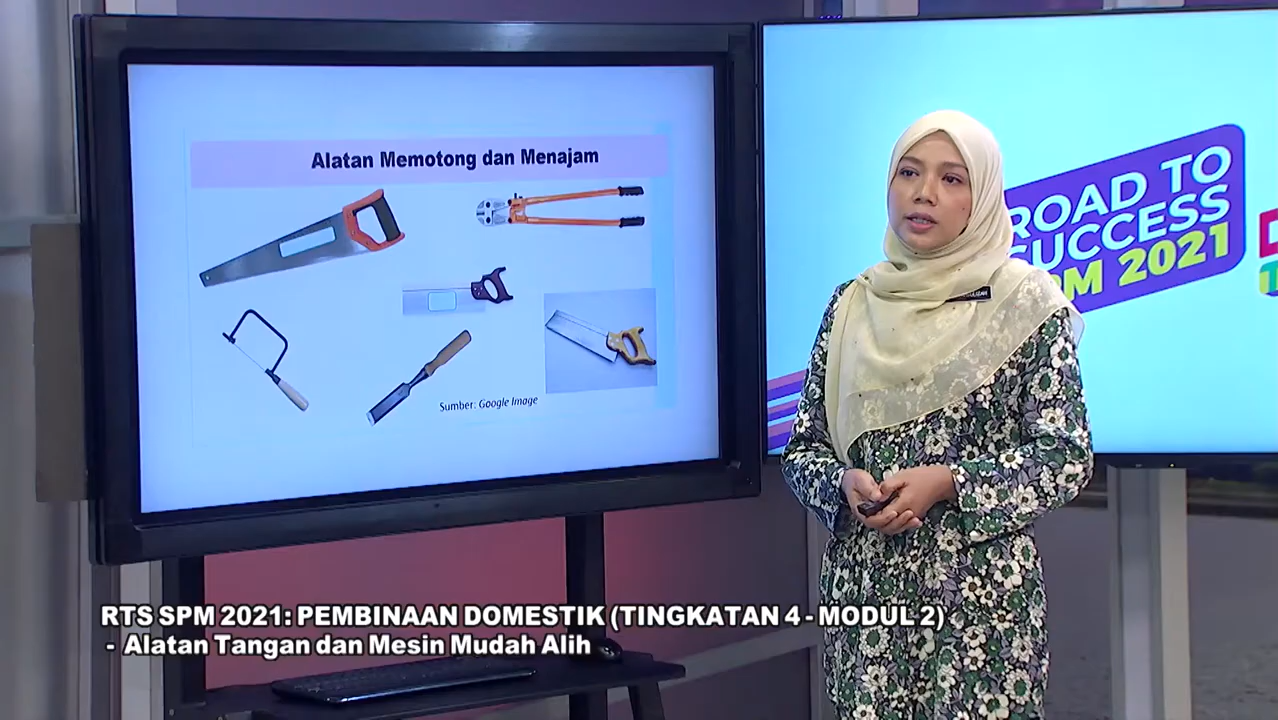 Alatan Memotong dan Menajam
Sumber: Google Image
ROAD TO
SUCCESS
SPM 2021
RTS SPM 2021: PEMBINAAN DOMESTIK (TINGKATAN 4 - MODUL 2)
- Alatan Tangan dan Mesin Mudah Alih